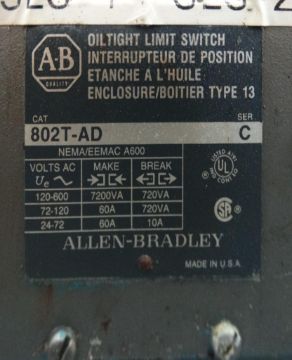 A-B
QUALITY
OILTIGHT LIMIT SWITCH
INTERRUPTEUR DE POSITION
ETANCHE A L'HUILE
ENCLOSURE/BOITIER TYPE 13
CAT SER
802T-AD C
NEMA/EEMAC A600
VOLTS AC MAKE BREAK
Ue
120-600 7200VA 720VA
72-120 60A 720VA
24-72 60A 10A
UL
SA
ALLEN-BRADLEY
MADE IN U.S.A.